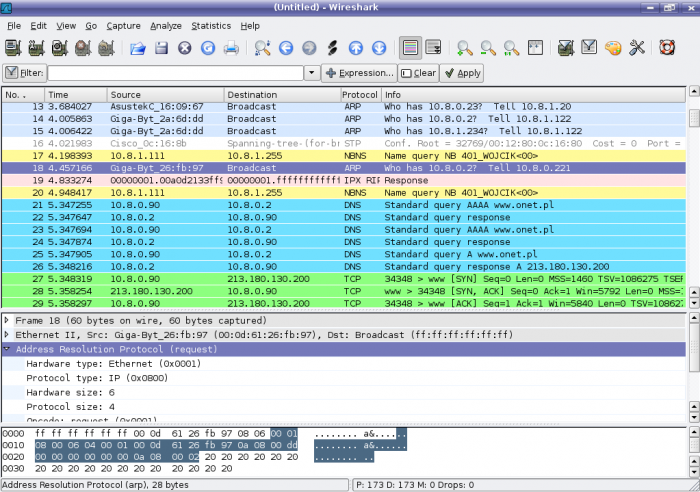 (Untitled) - Wireshark
File Edit View Go Capture Analyze Statistics Help
Filter: Expression... Clear Apply
No. . Time Source Destination Protocol Info
13 3.684027 AsustekC_16:09:67 Broadcast ARP Who has 10.8.0.23? Tell 10.8.1.20
14 4.005863 Giga-Byt_2a:6d:dd Broadcast ARP Who has 10.8.0.2? Tell 10.8.1.122
15 4.006422 Giga-Byt_2a:6d:dd Broadcast ARP Who has 10.8.1.234? Tell 10.8.1.122
16 4.021983 Cisco_0c:16:8b Spanning-tree-(for-br STP Conf. Root = 32769/00:12:80:0c:16:80 Cost = 0 Port =
17 4.198393 10.8.1.111 10.8.1.255 NBNS Name query NB 401_WOJCIK<00>
18 4.457166 Giga-Byt_26:fb:97 Broadcast ARP Who has 10.8.0.2? Tell 10.8.0.221
19 4.833274 00000001.00a0d2133ff 00000001.ffffffffffff IPX RIP Response
20 4.948417 10.8.1.111 10.8.1.255 NBNS Name query NB 401_WOJCIK<00>
21 5.347255 10.8.0.90 10.8.0.2 DNS Standard query AAAA www.onet.pl
22 5.347647 10.8.0.2 10.8.0.90 DNS Standard query response
23 5.347694 10.8.0.90 10.8.0.2 DNS Standard query AAAA www.onet.pl
24 5.347874 10.8.0.2 10.8.0.90 DNS Standard query response
25 5.347905 10.8.0.90 10.8.0.2 DNS Standard query A www.onet.pl
26 5.348216 10.8.0.2 10.8.0.90 DNS Standard query response A 213.180.130.200
27 5.348319 10.8.0.90 213.180.130.200 TCP 34348 > www [SYN] Seq=0 Len=0 MSS=1460 TSV=1086275 TSE
28 5.358254 213.180.130.200 10.8.0.90 TCP www > 34348 [SYN, ACK] Seq=0 Ack=1 Win=5792 Len=0 MSS=
29 5.358297 10.8.0.90 213.180.130.200 TCP 34348 > www [ACK] Seq=1 Ack=1 Win=5840 Len=0 TSV=10862
Frame 18 (60 bytes on wire, 60 bytes captured)
Ethernet II, Src: Giga-Byt_26:fb:97 (00:0d:61:26:fb:97), Dst: Broadcast (ff:ff:ff:ff:ff:ff)
Address Resolution Protocol (request)
Hardware type: Ethernet (0x0001)
Protocol type: IP (0x0800)
Hardware size: 6
Protocol size: 4
Opcode: request (0x0001)
0000 ff ff ff ff ff ff 00 0d 61 26 fb 97 08 06 00 01 ........ a&......
0010 08 00 06 04 00 01 00 0d 61 26 fb 97 0a 08 00 dd ........ a&......
0020 00 00 00 00 00 00 0a 08 00 02 20 20 20 20 20 20 ........ ..
0030 20 20 20 20 20 20 20 20 20 20 20 20
Address Resolution Protocol (arp), 28 bytes P: 173 D: 173 M: 0 Drops: 0